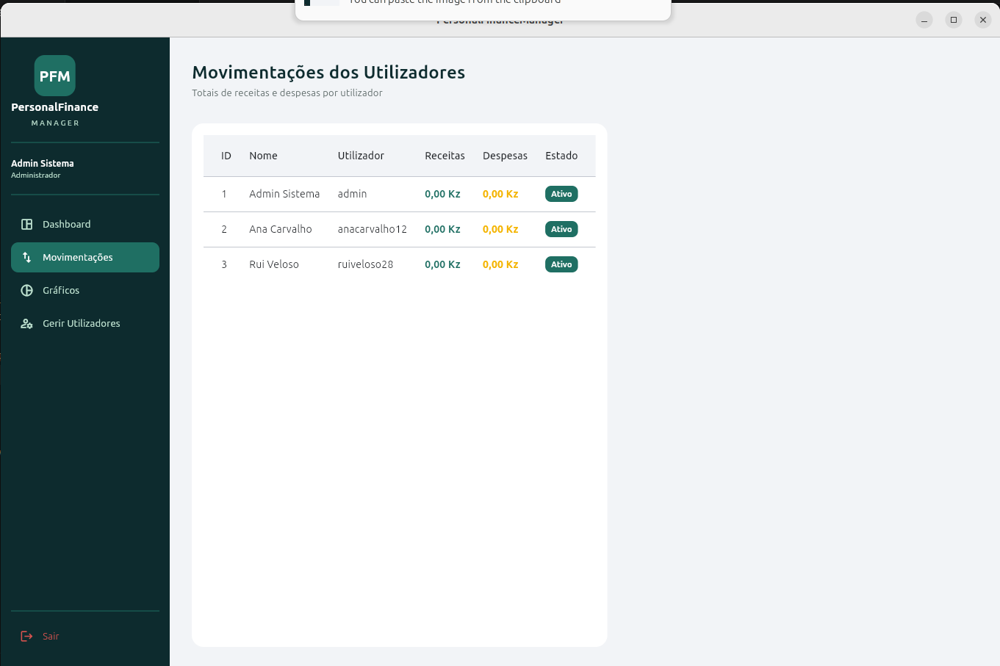 You can paste the image from the clipboard
PersonalFinanceManager
PFM
PersonalFinance
MANAGER
Admin Sistema
Administrador
Dashboard
Movimentações
Gráficos
Gerir Utilizadores
Sair
Movimentações dos Utilizadores
Totais de receitas e despesas por utilizador
ID Nome Utilizador Receitas Despesas Estado
1 Admin Sistema admin 0,00 Kz 0,00 Kz Ativo
2 Ana Carvalho anacarvalho12 0,00 Kz 0,00 Kz Ativo
3 Rui Veloso ruiveloso28 0,00 Kz 0,00 Kz Ativo